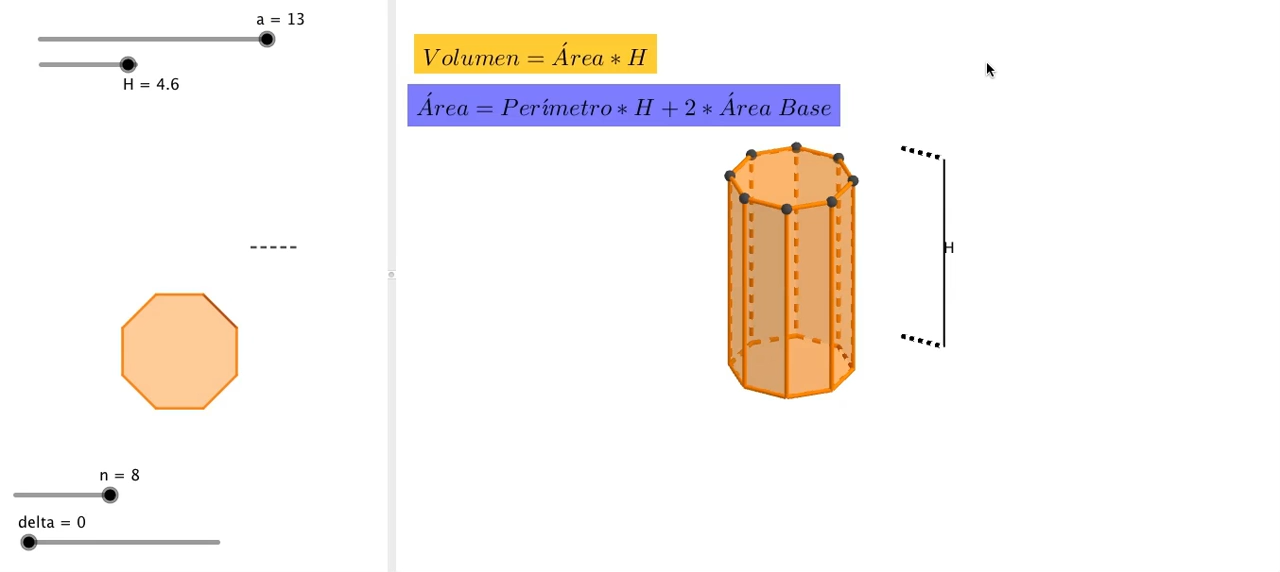 a = 13
H = 4.6
Volumen = Área ∗ H
Área = Perímetro ∗ H + 2 ∗ Área Base
H
n = 8
delta = 0